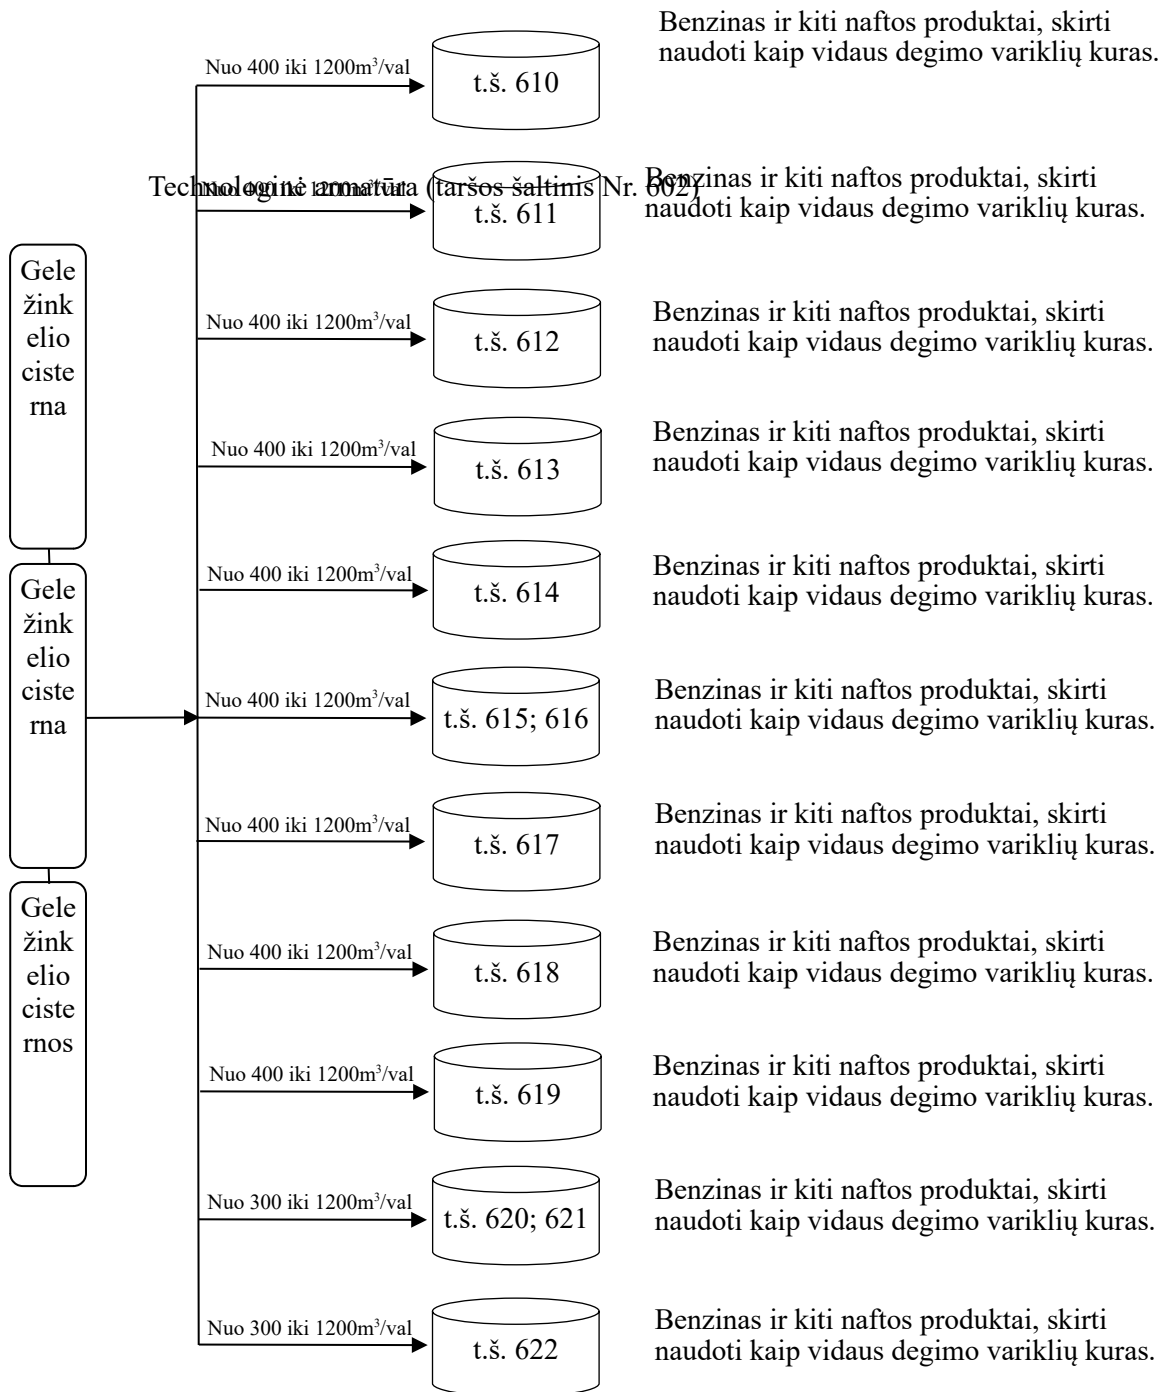 Benzinas ir kiti naftos produktai, skirti
naudoti kaip vidaus degimo variklių kuras.
Nuo 400 iki 1200m³/val
t.š. 610
Technologinė armatūra (taršos šaltinis Nr. 602)
Nuo 400 iki 1200m³/val
t.š. 611
Benzinas ir kiti naftos produktai, skirti
naudoti kaip vidaus degimo variklių kuras.
Gele
žink
elio
ciste
rna
Nuo 400 iki 1200m³/val
t.š. 612
Benzinas ir kiti naftos produktai, skirti
naudoti kaip vidaus degimo variklių kuras.
Nuo 400 iki 1200m³/val
t.š. 613
Benzinas ir kiti naftos produktai, skirti
naudoti kaip vidaus degimo variklių kuras.
Gele
žink
elio
ciste
rna
Nuo 400 iki 1200m³/val
t.š. 614
Benzinas ir kiti naftos produktai, skirti
naudoti kaip vidaus degimo variklių kuras.
Nuo 400 iki 1200m³/val
t.š. 615; 616
Benzinas ir kiti naftos produktai, skirti
naudoti kaip vidaus degimo variklių kuras.
Nuo 400 iki 1200m³/val
t.š. 617
Benzinas ir kiti naftos produktai, skirti
naudoti kaip vidaus degimo variklių kuras.
Gele
žink
elio
ciste
rnos
Nuo 400 iki 1200m³/val
t.š. 618
Benzinas ir kiti naftos produktai, skirti
naudoti kaip vidaus degimo variklių kuras.
Nuo 400 iki 1200m³/val
t.š. 619
Benzinas ir kiti naftos produktai, skirti
naudoti kaip vidaus degimo variklių kuras.
Nuo 300 iki 1200m³/val
t.š. 620; 621
Benzinas ir kiti naftos produktai, skirti
naudoti kaip vidaus degimo variklių kuras.
Nuo 300 iki 1200m³/val
t.š. 622
Benzinas ir kiti naftos produktai, skirti
naudoti kaip vidaus degimo variklių kuras.